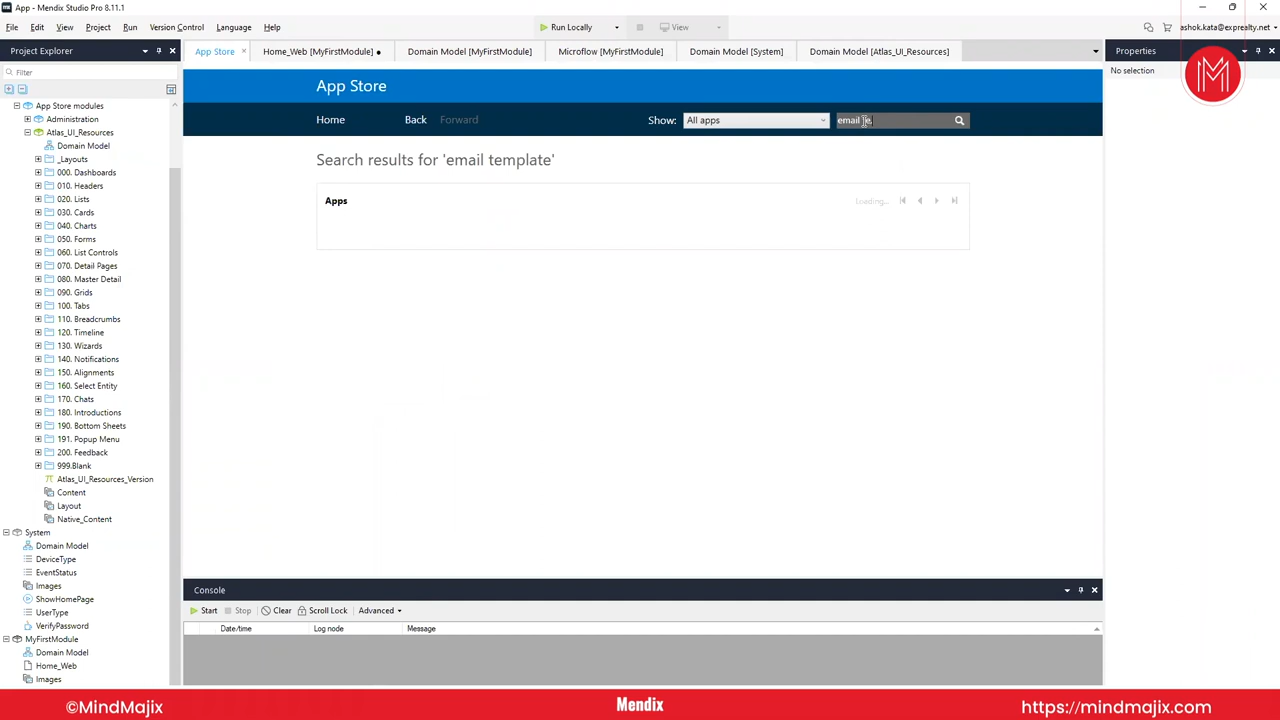 App - Mendix Studio Pro 8.11.1
File Edit View Project Run Version Control Language Help
Run Locally
View
ashok.kata@exprealty.net
Project Explorer
Filter
App Store modules
Administration
Atlas_UI_Resources
Domain Model
_Layouts
000. Dashboards
010. Headers
020. Lists
030. Cards
040. Charts
050. Forms
060. List Controls
070. Detail Pages
080. Master Detail
090. Grids
100. Tabs
110. Breadcrumbs
120. Timeline
130. Wizards
140. Notifications
150. Alignments
160. Select Entity
170. Chats
180. Introductions
190. Bottom Sheets
191. Popup Menu
200. Feedback
999.Blank
Atlas_UI_Resources_Version
Content
Layout
Native_Content
System
Domain Model
DeviceType
EventStatus
Images
ShowHomePage
UserType
VerifyPassword
MyFirstModule
Domain Model
Home_Web
Images
App Store × Home_Web [MyFirstModule] • Domain Model [MyFirstModule] Microflow [MyFirstModule] Domain Model [System] Domain Model [Atlas_UI_Resources]
App Store
Home Back Forward
Show: All apps
email
Search results for 'email template'
Apps
Loading...
Console
Start Stop Clear Scroll Lock Advanced
Date/time Log node Message
Properties
No selection
M
©MindMajix
Mendix
https://mindmajix.com